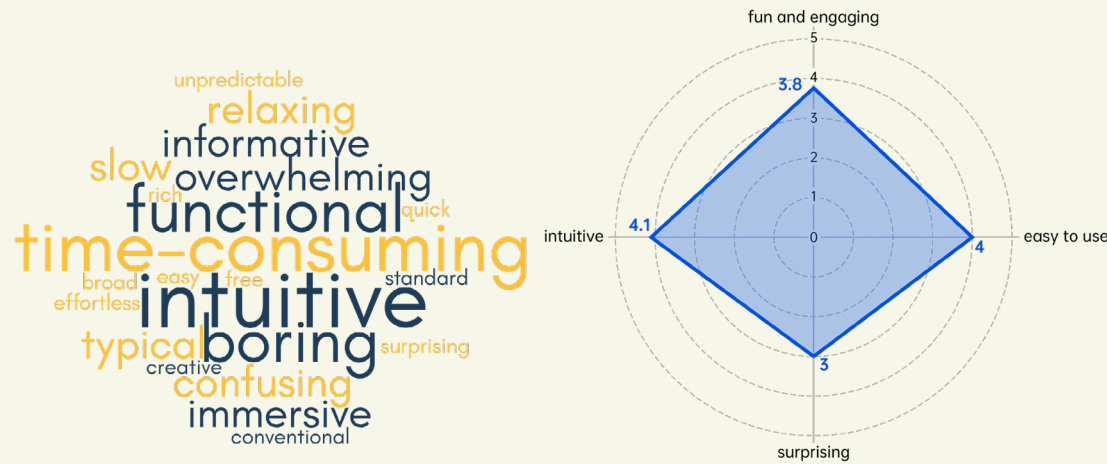 unpredictable
relaxing
informative
slow
overwhelming
rich
functional
quick
time-consuming
broad
easy
free
standard
effortless
intuitive
typical
boring
surprising
creative
confusing
immersive
conventional
fun and engaging
5
4
3.8
3
2
1
4.1
intuitive
0
easy to use
4
3
surprising